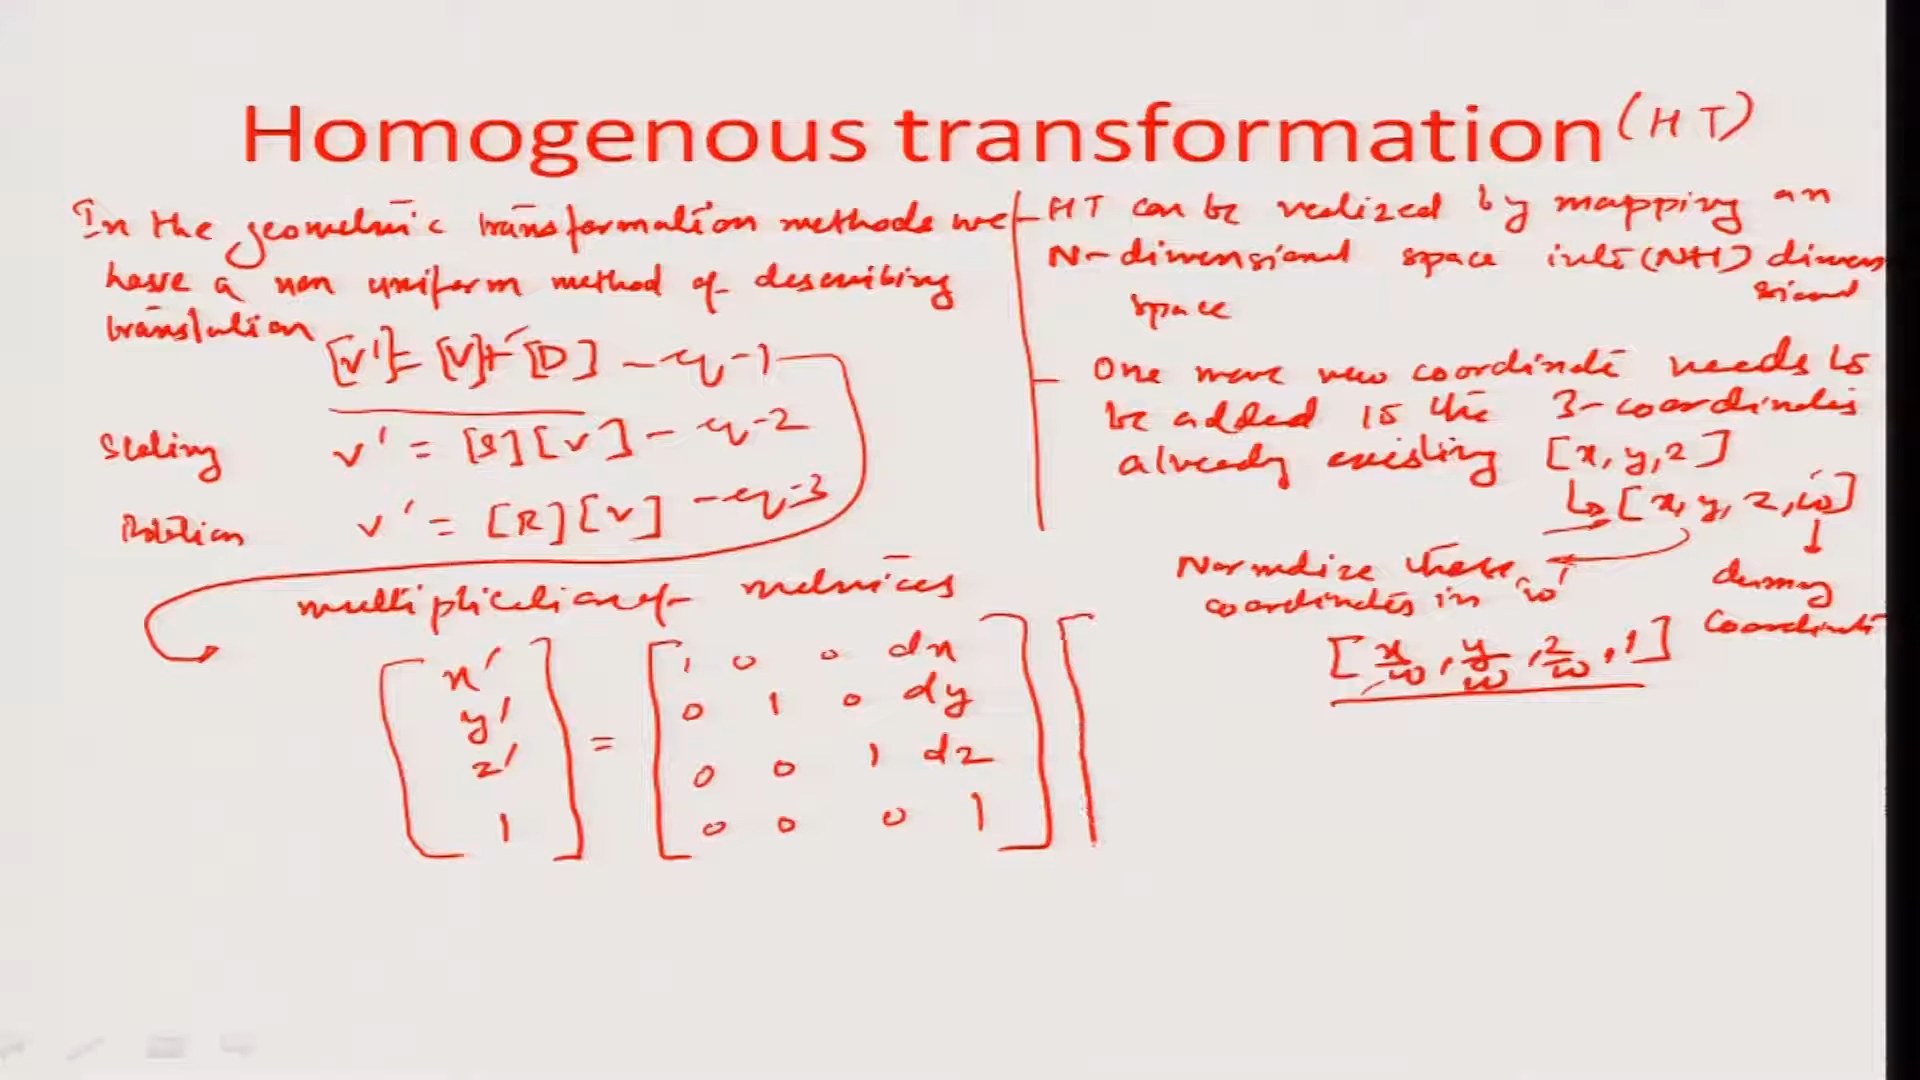 Homogenous transformation (HT)
In the geometric transformation methods we
have a non uniform method of describing
translation
[v'] = [v] + [D] - eq-1
Scaling v' = [S][v] - eq-2
Rotation v' = [R][v] - eq-3
multiplication of matrices
[x' y' z' 1] = [1 0 0 dx
0 1 0 dy
0 0 1 dz
0 0 0 1] [
- HT can be realized by mapping an
N-dimensional space into (N+1) dimen
sional
space
- One more new coordinate needs to
be added to the 3-coordinates
already existing [x, y, z]
↳ [x, y, z, w]
dummy
coordinate
Normalize these
coordinates in 'w'
[x/w, y/w, z/w, 1]